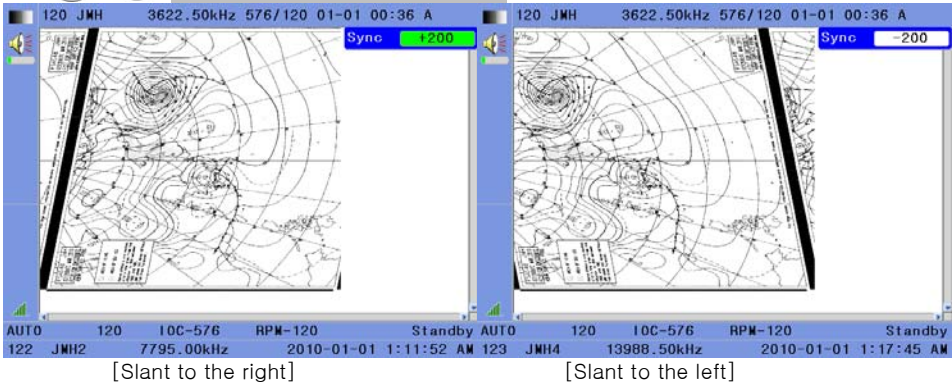 120 JMH 3622.50kHz 576/120 01-01 00:36 A
Sync +200
AUTO 120 IOC-576 RPM-120 Standby
122 JMH2 7795.00kHz 2010-01-01 1:11:52 AM
[Slant to the right]
120 JMH 3622.50kHz 576/120 01-01 00:36 A
Sync -200
AUTO 120 IOC-576 RPM-120 Standby
123 JMH4 13988.50kHz 2010-01-01 1:17:45 AM
[Slant to the left]